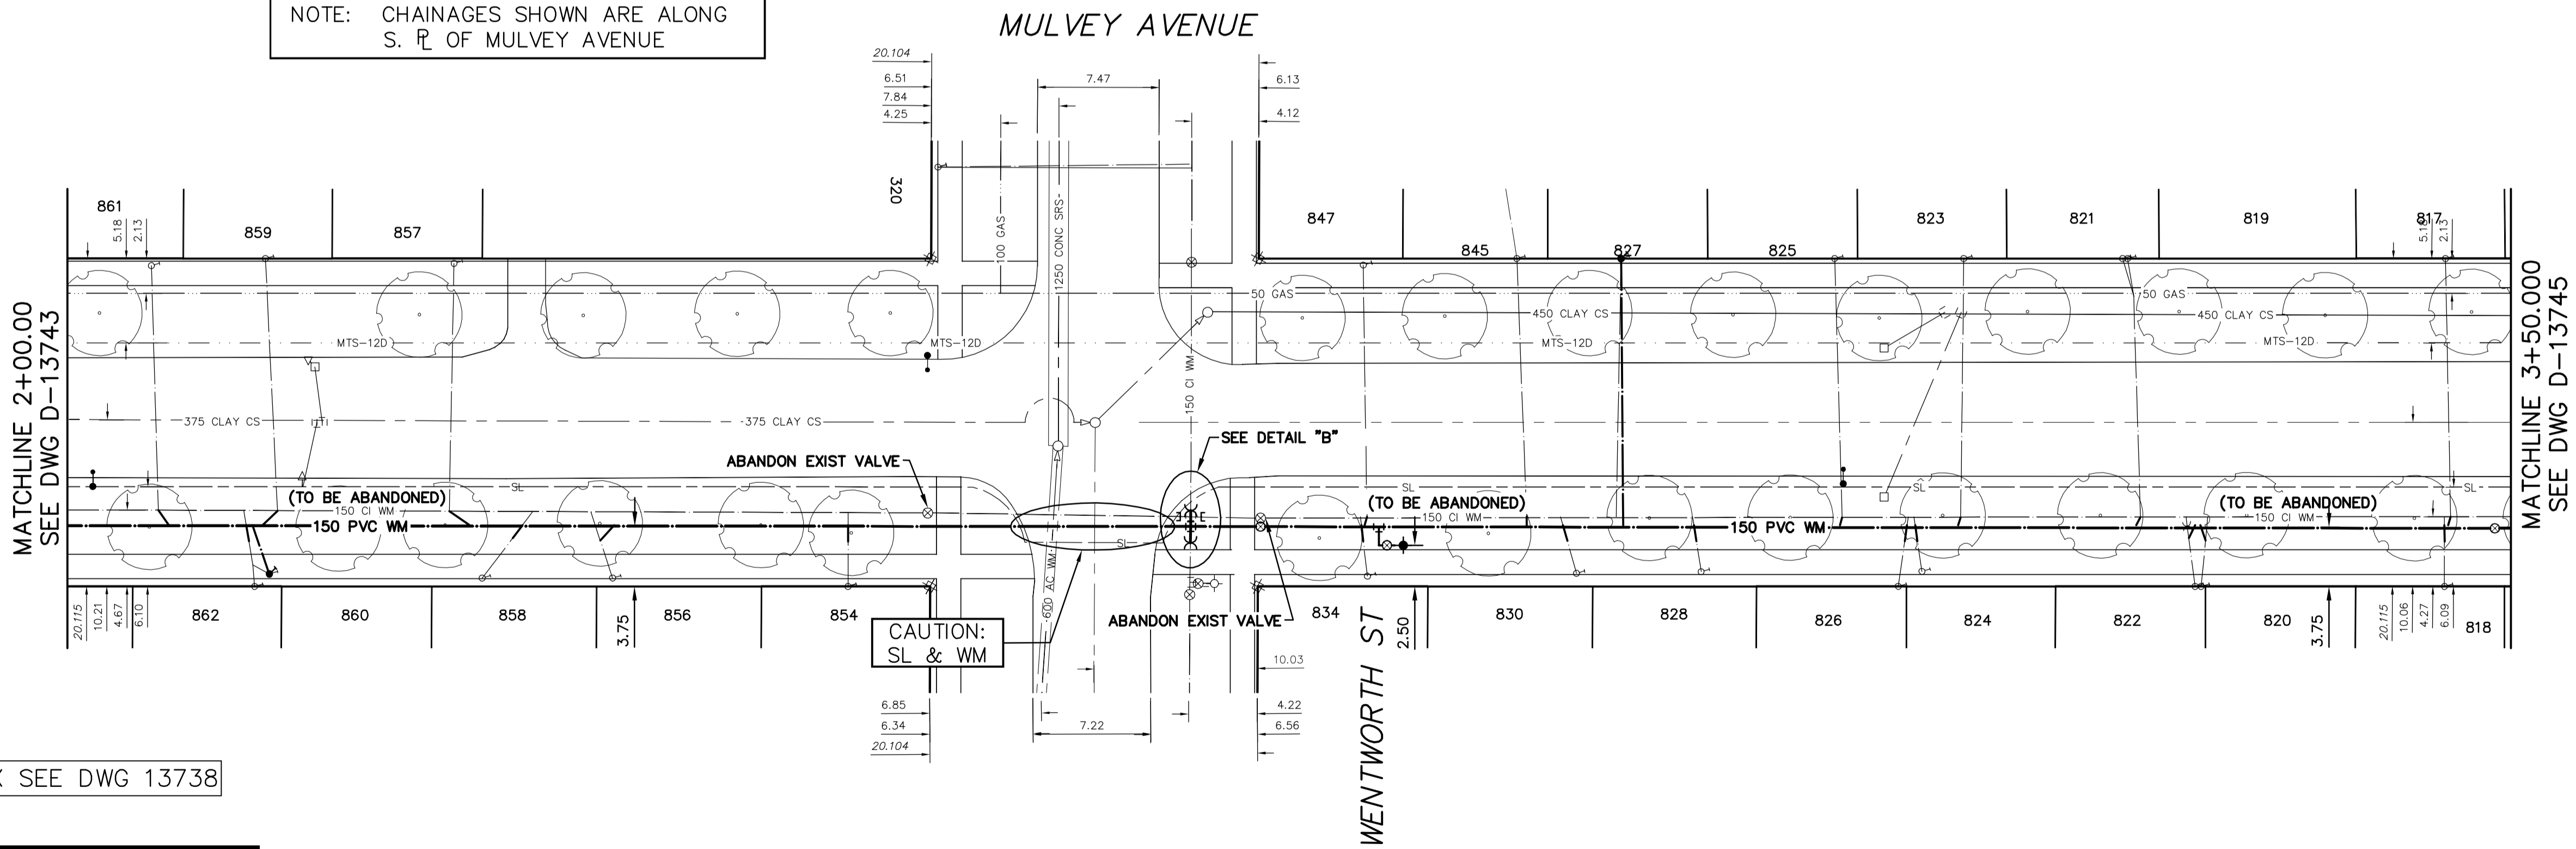 NOTE: CHAINAGES SHOWN ARE ALONG
S. ℄ OF MULVEY AVENUE
MULVEY AVENUE
20.104
6.51
7.84
4.25
7.47
6.13
4.12
320
100 GAS
1250 CONC SRS
150 CI WM
861
5.18
2.13
859
857
847
845
827
825
823
821
819
817
5.18
2.13
MATCHLINE 2+00.00
SEE DWG D-13743
MATCHLINE 3+50.000
SEE DWG D-13745
50 GAS
50 GAS
450 CLAY CS
450 CLAY CS
MTS-12D
MTS-12D
MTS-12D
MTS-12D
375 CLAY CS
375 CLAY CS
SEE DETAIL "B"
ABANDON EXIST VALVE
SL
SL
SL
SL
SL
(TO BE ABANDONED)
150 CI WM
150 PVC WM
(TO BE ABANDONED)
150 CI WM
150 PVC WM
(TO BE ABANDONED)
150 CI WM
600 AC WM
20.115
10.21
4.67
6.10
862
860
858
3.75
856
854
CAUTION:
SL & WM
ABANDON EXIST VALVE
834
WENTWORTH ST
2.50
830
828
826
824
822
820
3.75
20.115
10.06
4.27
6.09
818
10.03
6.85
6.34
20.104
7.22
4.22
6.56
SEE DWG 13738